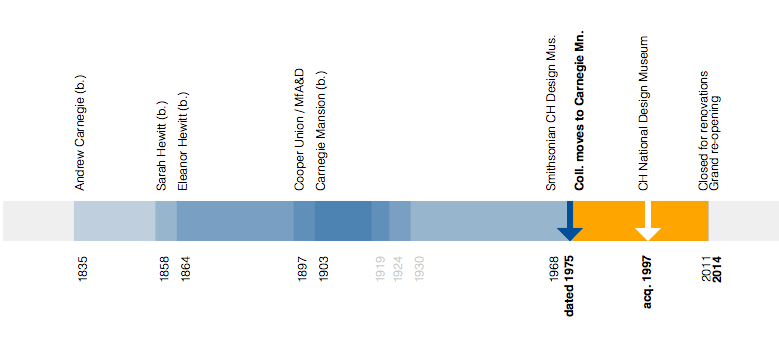 Andrew Carnegie (b.)
Sarah Hewitt (b.)
Eleanor Hewitt (b.)
Cooper Union / MfA&D
Carnegie Mansion (b.)
Smithsonian CH Design Mus.
Coll. moves to Carnegie Mn.
CH National Design Museum
Closed for renovations
Grand re-opening
1835
1858
1864
1897
1903
1919
1924
1930
1968
dated 1975
acq. 1997
2011
2014